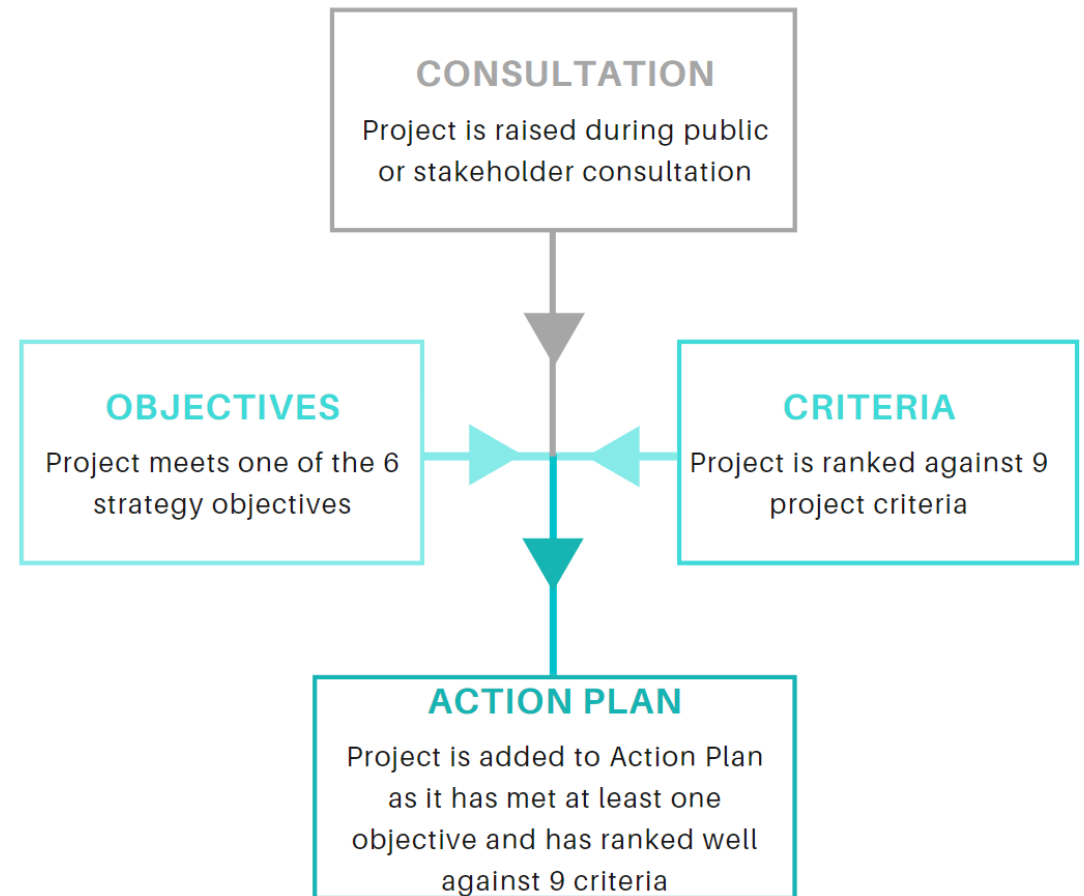 CONSULTATION
Project is raised during public
or stakeholder consultation
OBJECTIVES
Project meets one of the 6
strategy objectives
CRITERIA
Project is ranked against 9
project criteria
ACTION PLAN
Project is added to Action Plan
as it has met at least one
objective and has ranked well
against 9 criteria